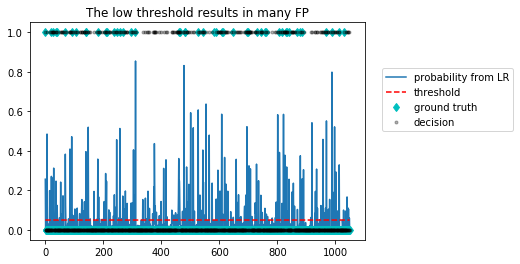 The low threshold results in many FP
1.0
0.8
0.6
0.4
0.2
0.0
0
200
400
600
800
1000
probability from LR
threshold
ground truth
decision